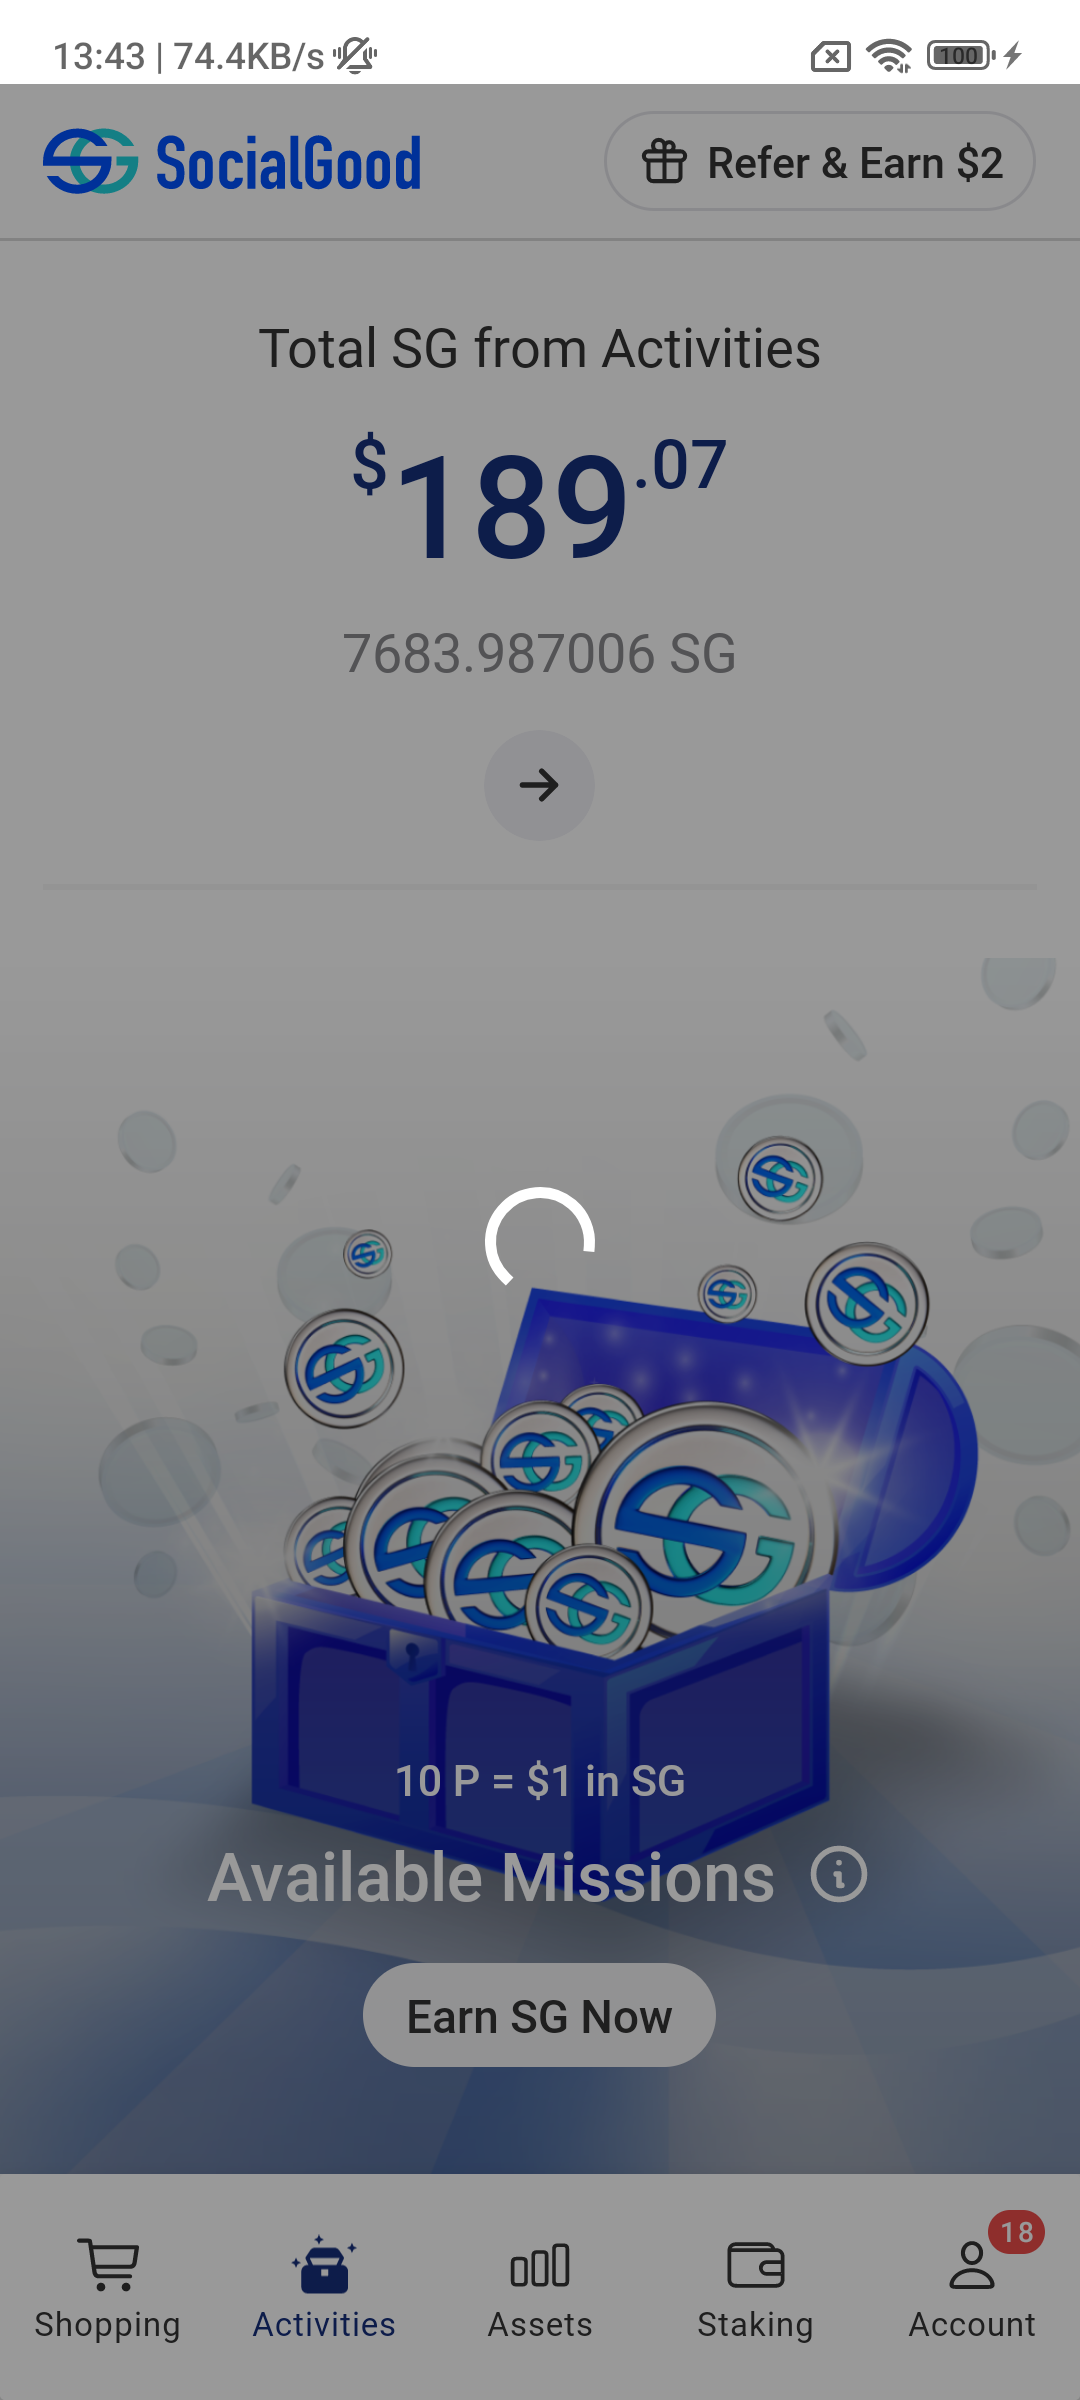 13:43 | 74.4KB/s
100
SG SocialGood
Refer & Earn $2
Total SG from Activities
$189.07
7683.987006 SG
10 P = $1 in SG
Available Missions
Earn SG Now
18
Shopping
Activities
Assets
Staking
Account